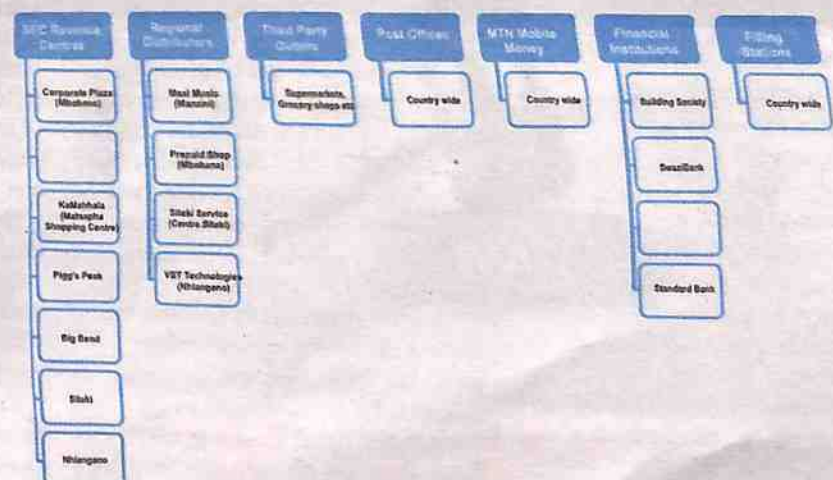 SEC Revenue
Centres
Corporate Plaza
(Mbabane)
KaMahhala
(Matsapha
Shopping Centre)
Pigg's Peak
Big Bend
Siteki
Nhlangano
Regional
Distributors
Maxi Music
(Manzini)
Prepaid Shop
(Mbabane)
Siteki Service
(Centre Siteki)
VST Technologies
(Nhlangano)
Third Party
Outlets
Supermarkets,
Grocery shops etc
Post Offices
Country wide
MTN Mobile
Money
Country wide
Financial
Institutions
Building Society
SwaziBank
Standard Bank
Filling
Stations
Country wide